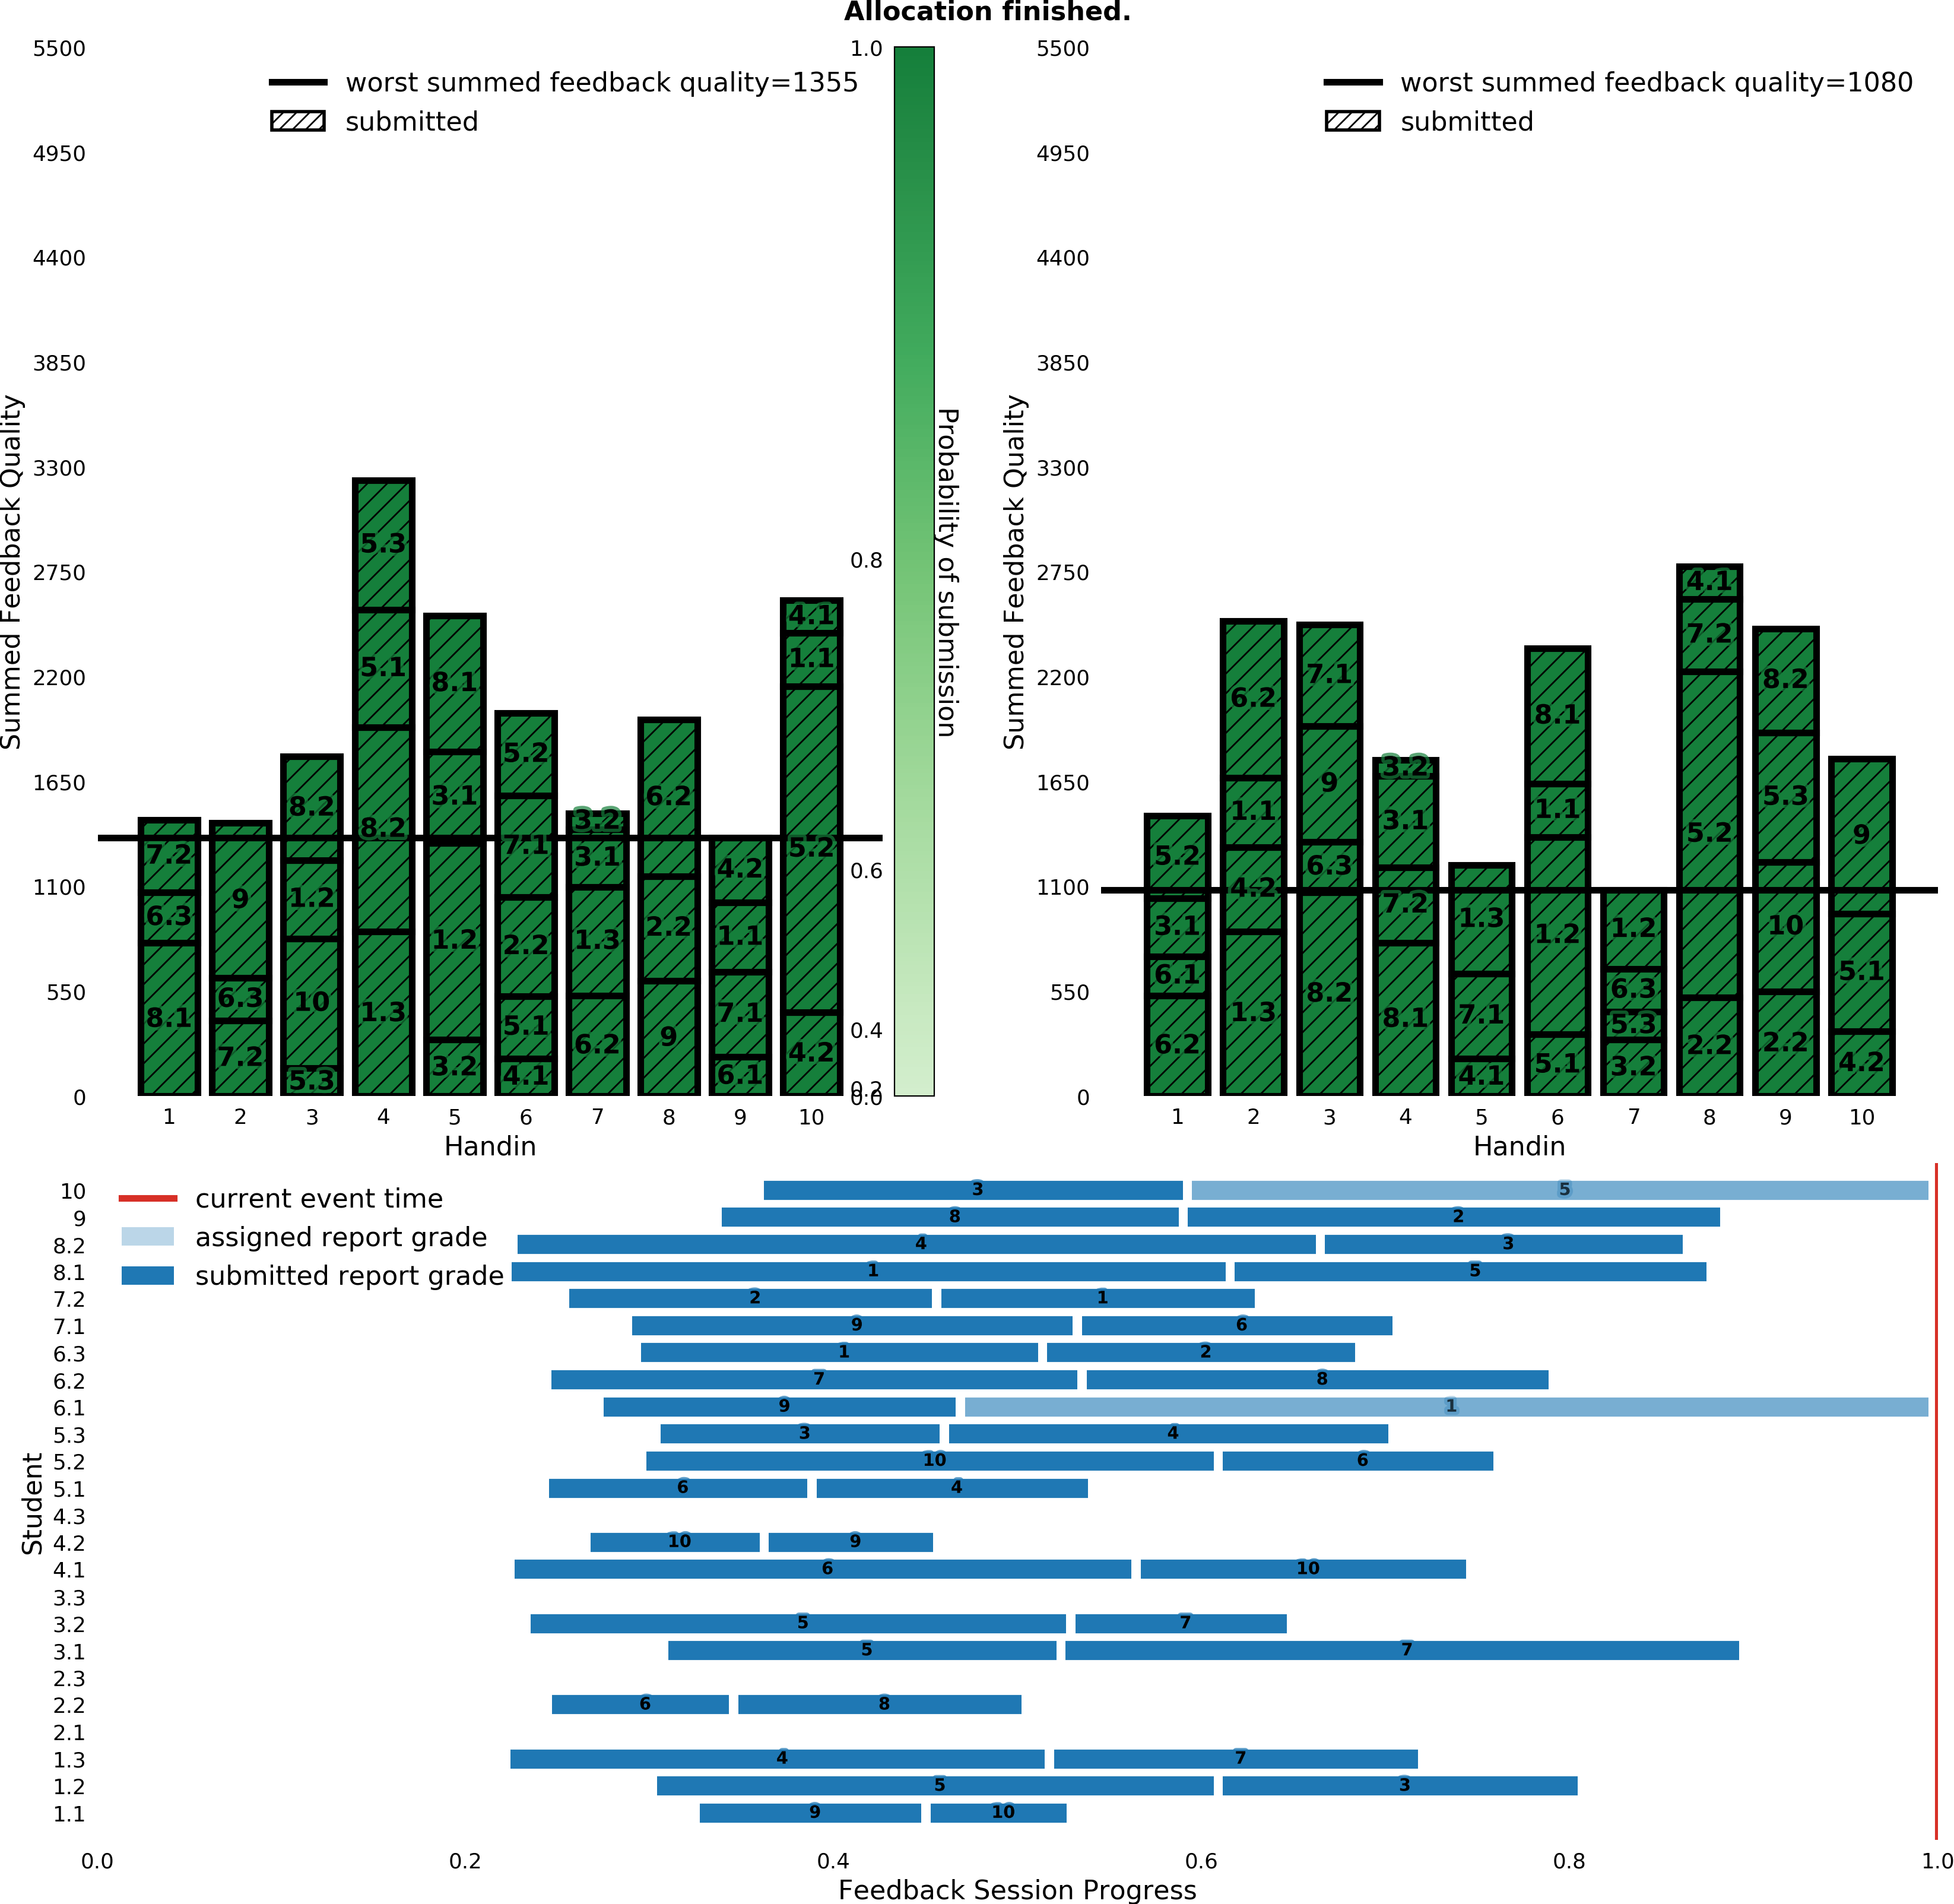 Allocation finished.
5500
4950
4400
3850
3300
2750
2200
1650
1100
550
0
Summed Feedback Quality
worst summed feedback quality=1355
submitted
7.2
6.3
8.1
9
6.3
7.2
8.2
1.2
10
5.3
5.3
5.1
8.2
1.3
8.1
3.1
1.2
3.2
5.2
7.1
2.2
5.1
4.1
3.2
3.1
1.3
6.2
6.2
2.2
9
4.2
1.1
7.1
6.1
4.1
1.1
5.2
4.2
1 2 3 4 5 6 7 8 9 10
Handin
1.0
0.8
0.6
0.4
0.2
0.0
Probability of submission
5500
4950
4400
3850
3300
2750
2200
1650
1100
550
0
Summed Feedback Quality
worst summed feedback quality=1080
submitted
5.2
3.1
6.1
6.2
6.2
1.1
4.2
1.3
7.1
9
6.3
8.2
3.2
3.1
7.2
8.1
1.3
7.1
4.1
8.1
1.1
1.2
5.1
1.2
6.3
5.3
3.2
4.1
7.2
5.2
2.2
8.2
5.3
10
2.2
9
5.1
4.2
1 2 3 4 5 6 7 8 9 10
Handin
current event time
assigned report grade
submitted report grade
Student
10 3 5
9 8 2
8.2 4 3
8.1 1 5
7.2 2 1
7.1 9 6
6.3 1 2
6.2 7 8
6.1 9 1
5.3 3 4
5.2 10 6
5.1 6 4
4.3
4.2 10 9
4.1 6 10
3.3
3.2 5 7
3.1 5 7
2.3
2.2 6 8
2.1
1.3 4 7
1.2 5 3
1.1 9 10
0.0 0.2 0.4 0.6 0.8 1.0
Feedback Session Progress